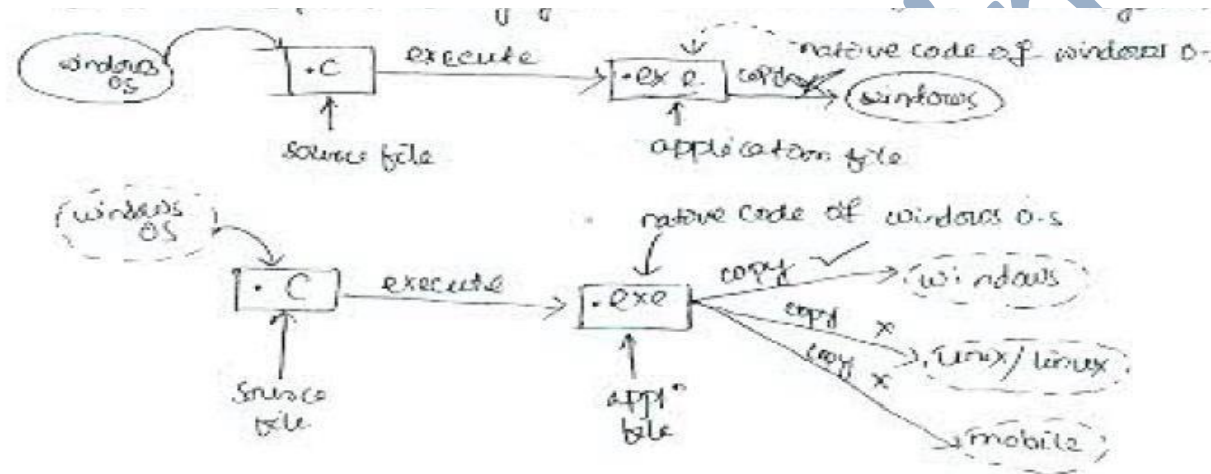 windows OS
.C
execute
.exe
copy
windows
native code of windows O.
source file
application file
windows OS
native code of windows O.S
.C
execute
.exe
copy
windows
copy x
unix/linux
copy x
mobile
source file
appln file